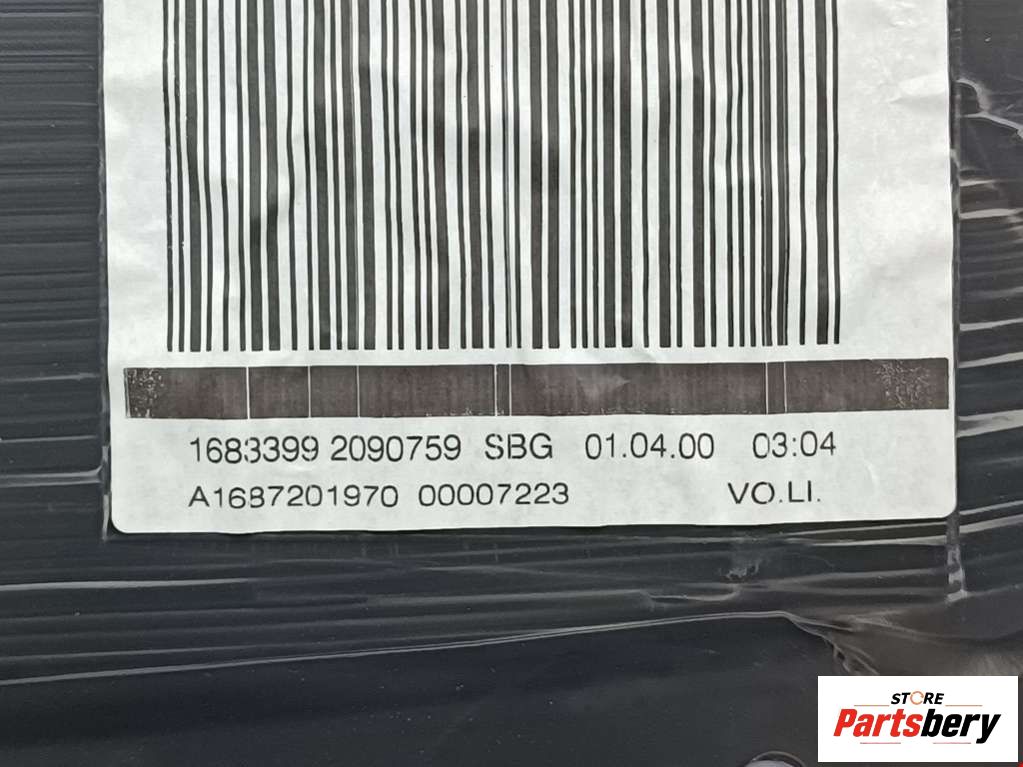 1683399 2090759 SBG 01.04.00 03:04
A1687201970 00007223 VO.LI.
STORE
Partsbery